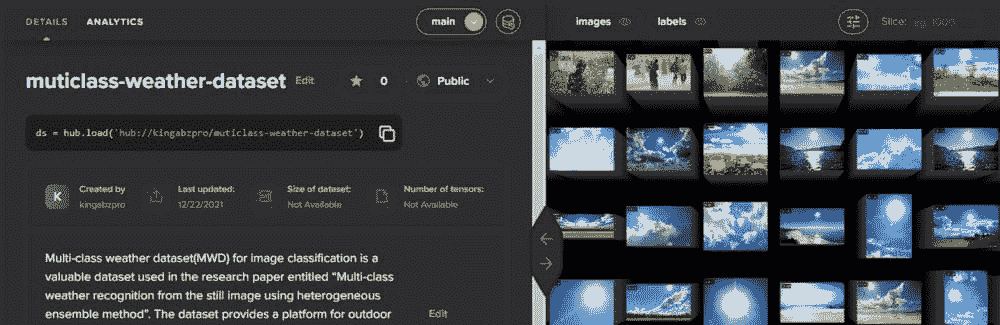 DETAILS ANALYTICS main
images labels Slice: eg. 100:5
muticlass-weather-dataset Edit 0 Public
ds = hub.load('hub://kingabzpro/muticlass-weather-dataset')
K Created by Last updated: Size of dataset: Number of tensors:
kingabzpro 12/22/2021 Not Available Not Available
Multi-class weather dataset(MWD) for image classification is a
valuable dataset used in the research paper entitled “Multi-class
weather recognition from the still image using heterogeneous
ensemble method”. The dataset provides a platform for outdoor Edit